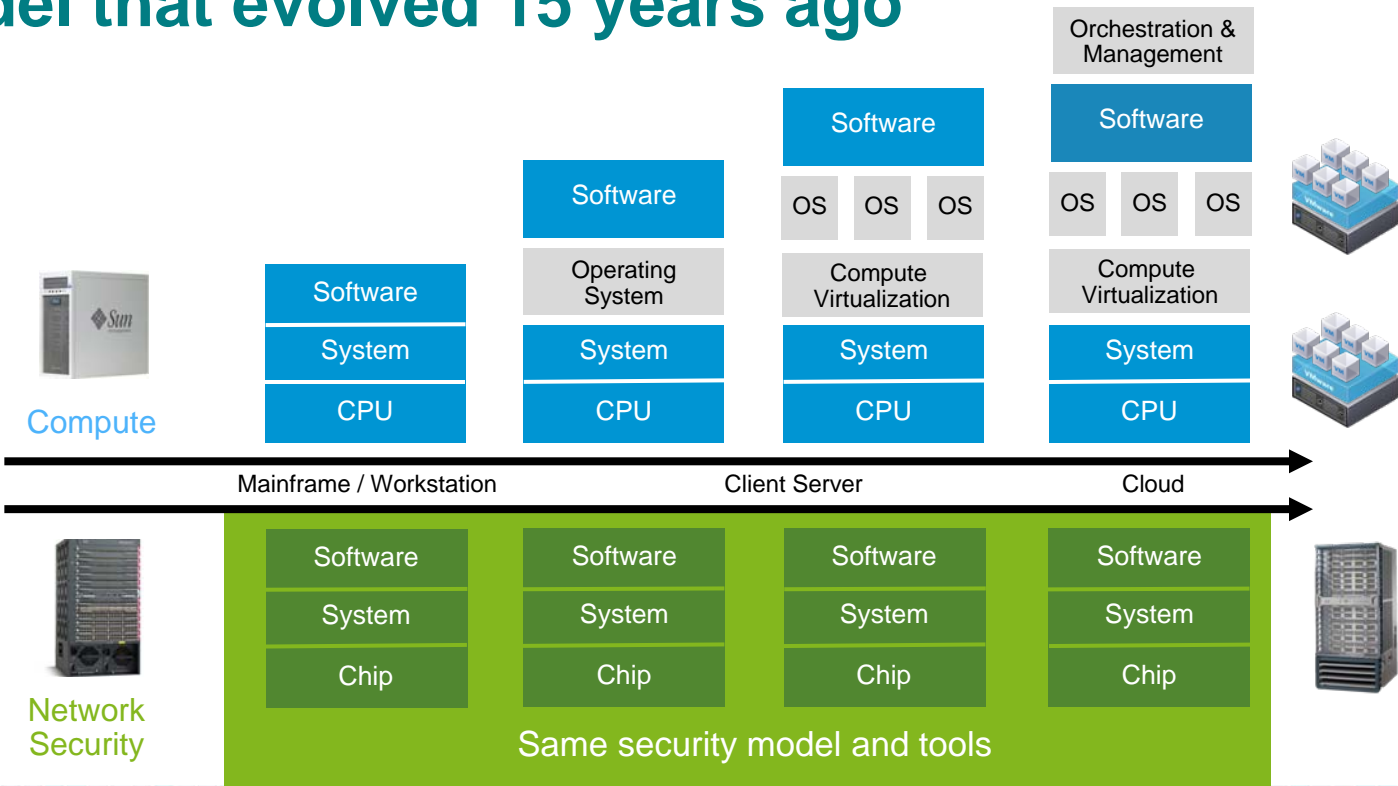 del that evolved 15 years ago
Orchestration &
Management
Software
Software
Software
OS OS OS
OS OS OS
Operating
System
Compute
Virtualization
Compute
Virtualization
Software
Sun
System
System
System
System
CPU
CPU
CPU
CPU
Compute
VMware
VMware
Mainframe / Workstation
Client Server
Cloud
Software
Software
Software
Software
System
System
System
System
Chip
Chip
Chip
Chip
Network
Security
Same security model and tools